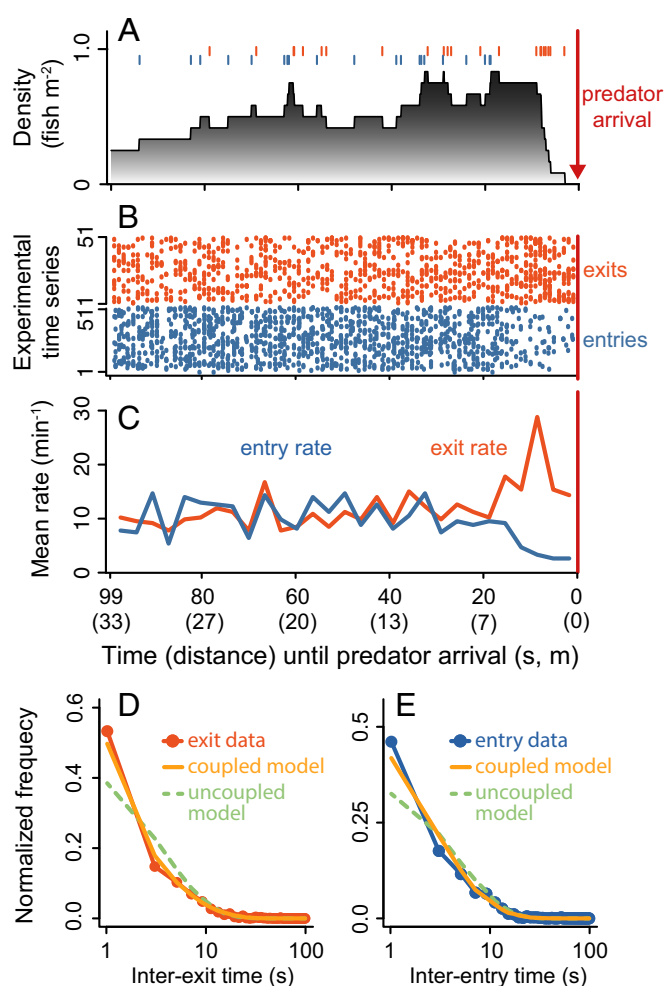 A
1.0
0
Density
(fish m-2)
predator
arrival
B
51
1
51
1
Experimental
time series
exits
entries
C
30
20
10
0
Mean rate (min-1)
entry rate
exit rate
99 80 60 40 20 0
(33) (27) (20) (13) (7) (0)
Time (distance) until predator arrival (s, m)
D
0.6
0.4
0.2
0.0
Normalized frequecy
exit data
coupled model
uncoupled
model
1 10 100
Inter-exit time (s)
E
0.5
0.25
0.0
entry data
coupled model
uncoupled
model
1 10 100
Inter-entry time (s)